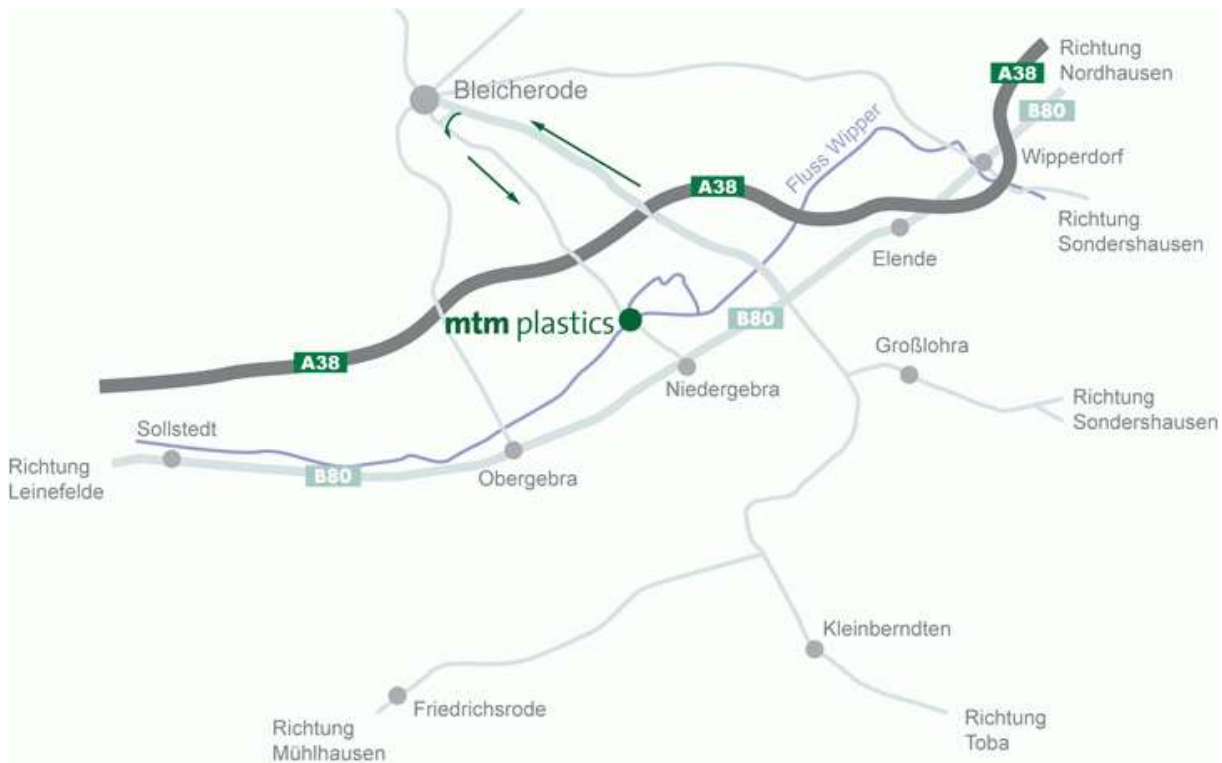 Richtung
Nordhausen
A38
Bleicherode
B80
Fluss Wipper
Wipperdorf
A38
Richtung
Sondershausen
Elende
mtm plastics
B80
Großlohra
A38
Niedergebra
Richtung
Sondershausen
Sollstedt
Richtung
Leinefelde
B80
Obergebra
Kleinberndten
Friedrichsrode
Richtung
Mühlhausen
Richtung
Toba